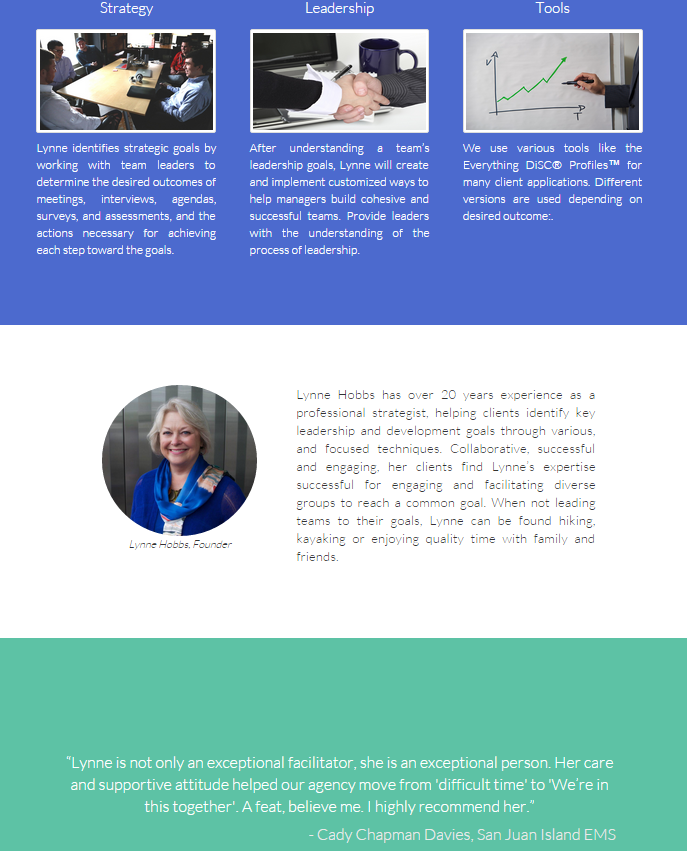 Strategy
Leadership
Tools
V
T
Lynne identifies strategic goals by
working with team leaders to
determine the desired outcomes of
meetings, interviews, agendas,
surveys, and assessments, and the
actions necessary for achieving
each step toward the goals.
After understanding a team's
leadership goals, Lynne will create
and implement customized ways to
help managers build cohesive and
successful teams. Provide leaders
with the understanding of the
process of leadership.
We use various tools like the
Everything DiSC® Profiles™ for
many client applications. Different
versions are used depending on
desired outcome:.
Lynne Hobbs has over 20 years experience as a
professional strategist, helping clients identify key
leadership and development goals through various,
and focused techniques. Collaborative, successful
and engaging, her clients find Lynne's expertise
successful for engaging and facilitating diverse
groups to reach a common goal. When not leading
teams to their goals, Lynne can be found hiking,
kayaking or enjoying quality time with family and
friends.
Lynne Hobbs, Founder
"Lynne is not only an exceptional facilitator, she is an exceptional person. Her care
and supportive attitude helped our agency move from 'difficult time' to 'We're in
this together'. A feat, believe me. I highly recommend her."
- Cady Chapman Davies, San Juan Island EMS